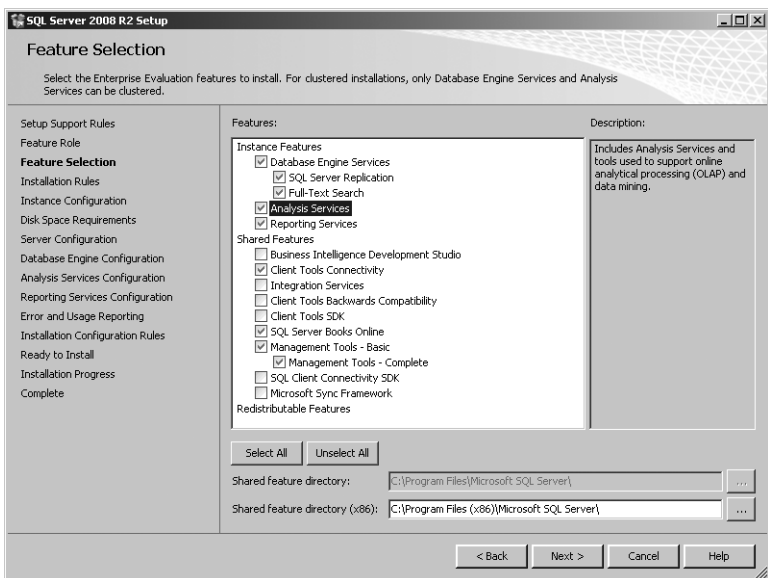 SQL Server 2008 R2 Setup
Feature Selection
Select the Enterprise Evaluation features to install. For clustered installations, only Database Engine Services and Analysis
Services can be clustered.
Setup Support Rules
Feature Role
Feature Selection
Installation Rules
Instance Configuration
Disk Space Requirements
Server Configuration
Database Engine Configuration
Analysis Services Configuration
Reporting Services Configuration
Error and Usage Reporting
Installation Configuration Rules
Ready to Install
Installation Progress
Complete
Features:
Instance Features
Database Engine Services
SQL Server Replication
Full-Text Search
Analysis Services
Reporting Services
Shared Features
Business Intelligence Development Studio
Client Tools Connectivity
Integration Services
Client Tools Backwards Compatibility
Client Tools SDK
SQL Server Books Online
Management Tools - Basic
Management Tools - Complete
SQL Client Connectivity SDK
Microsoft Sync Framework
Redistributable Features
Description:
Includes Analysis Services and
tools used to support online
analytical processing (OLAP) and
data mining.
Select All
Unselect All
Shared feature directory:
C:\Program Files\Microsoft SQL Server\
...
Shared feature directory (x86):
C:\Program Files (x86)\Microsoft SQL Server\
...
< Back
Next >
Cancel
Help